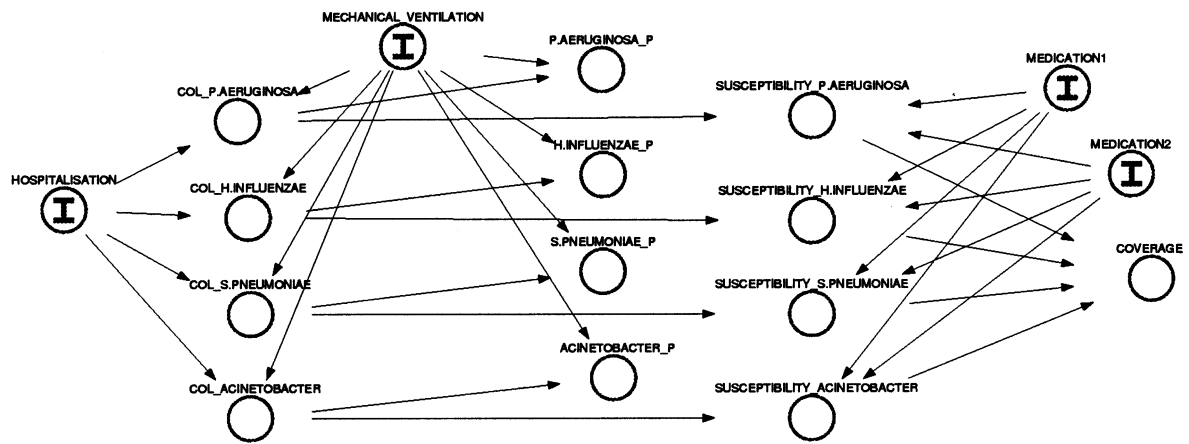 MECHANICAL_VENTILATION
P.AERUGINOSA_P
MEDICATION1
COL_P.AERUGINOSA
SUSCEPTIBILITY_P.AERUGINOSA
H.INFLUENZAE_P
MEDICATION2
HOSPITALISATION
COL_H.INFLUENZAE
SUSCEPTIBILITY_H.INFLUENZAE
S.PNEUMONIAE_P
COVERAGE
COL_S.PNEUMONIAE
SUSCEPTIBILITY_S.PNEUMONIAE
ACINETOBACTER_P
COL_ACINETOBACTER
SUSCEPTIBILITY_ACINETOBACTER
I
I
I
I